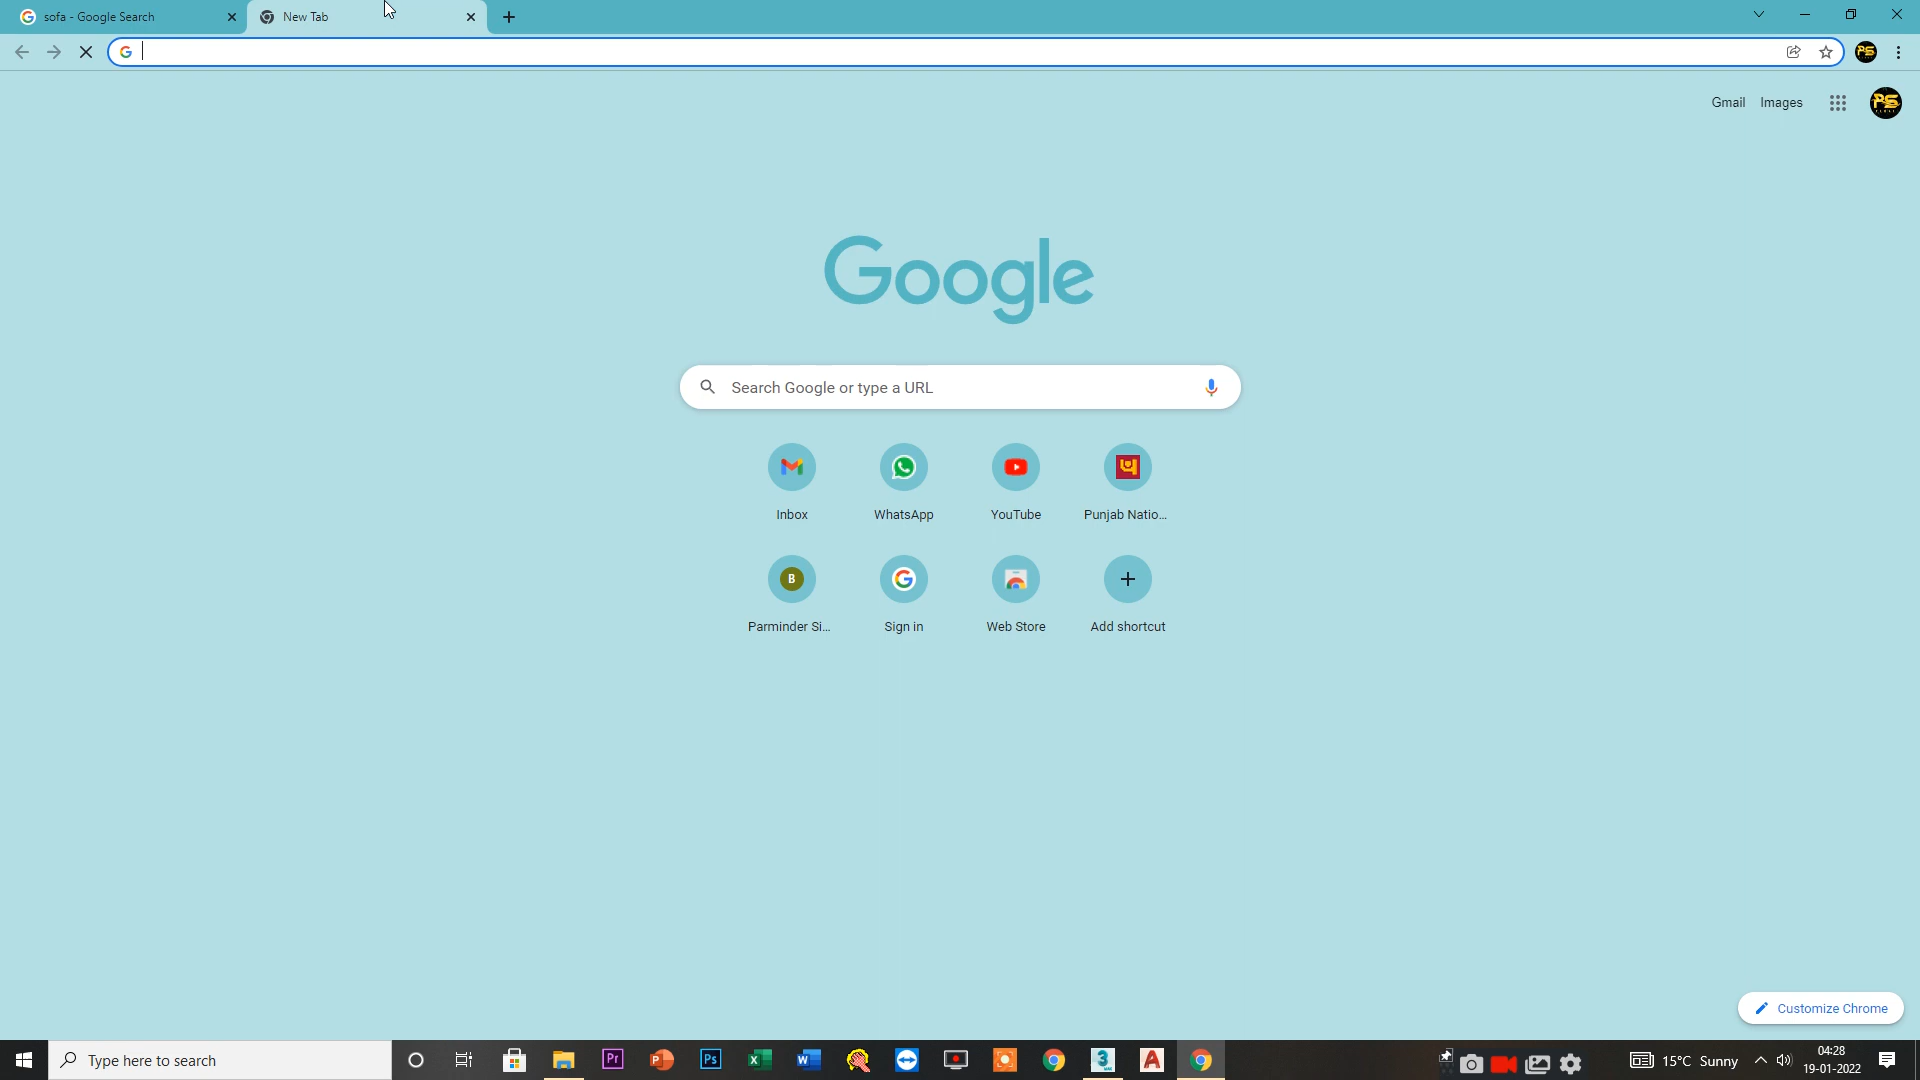 sofa - Google Search
New Tab
Gmail Images
Google
Search Google or type a URL
Inbox WhatsApp YouTube Punjab Natio...
B
Parminder Si... Sign in Web Store Add shortcut
Customize Chrome
Type here to search
15°C Sunny
04:28
19-01-2022